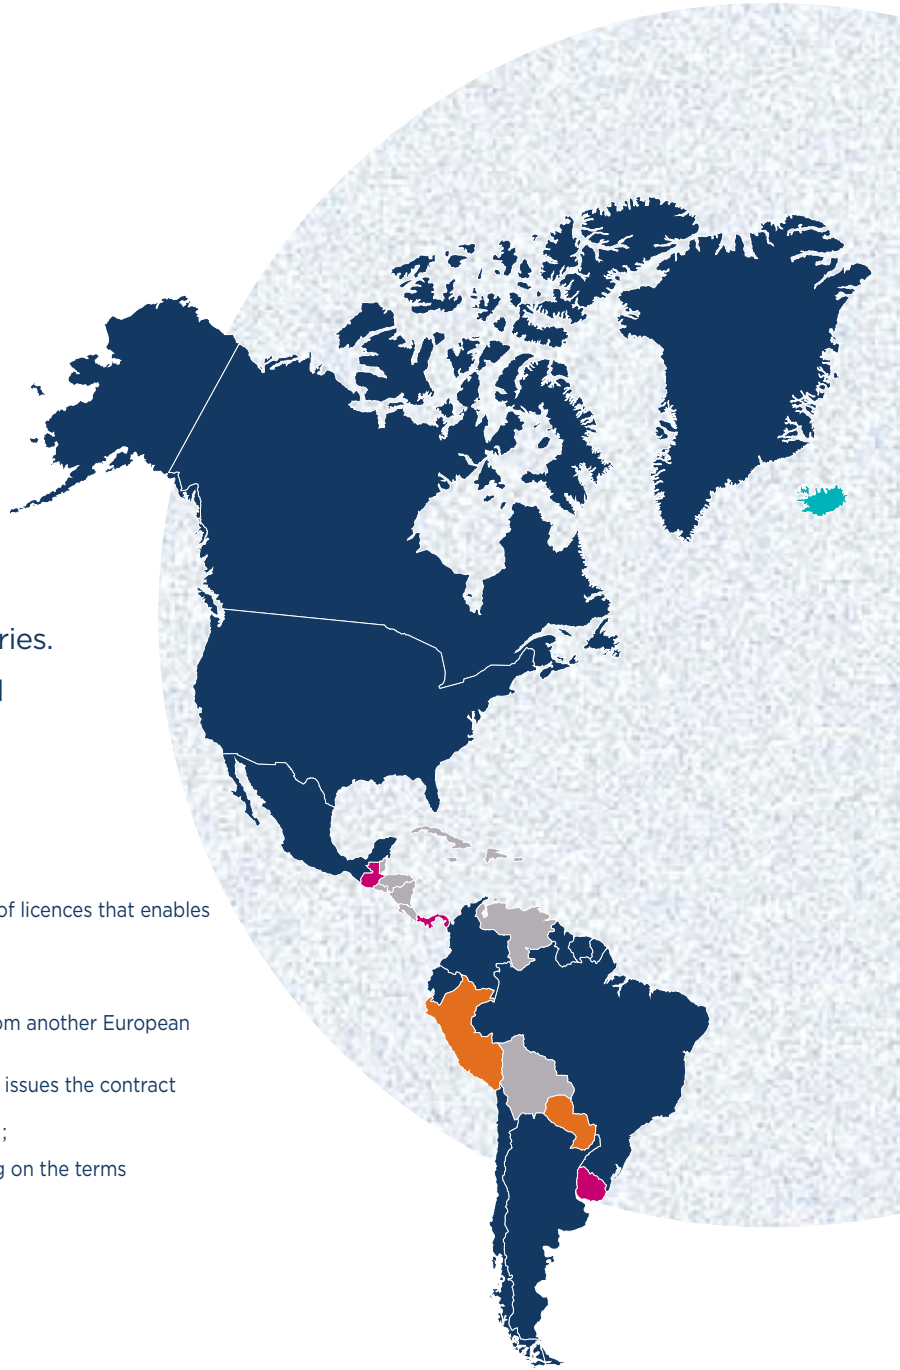 ries.
of licences that enables
om another European
issues the contract
;
g on the terms